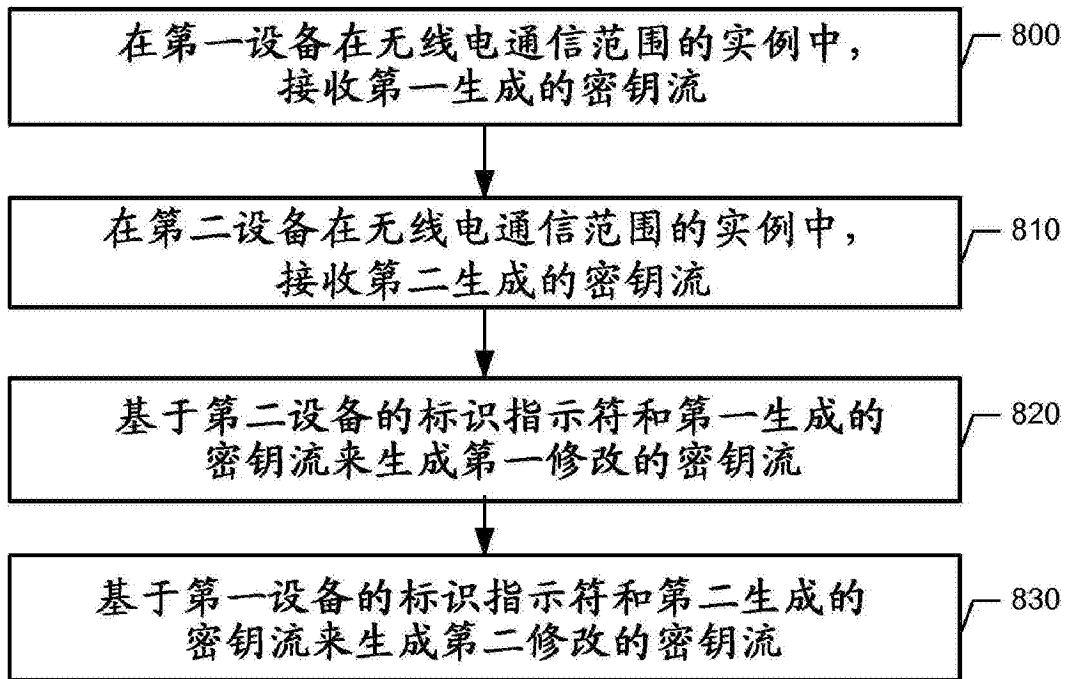 在第一设备在无线电通信范围的实例中，
接收第一生成的密钥流
800
在第二设备在无线电通信范围的实例中，
接收第二生成的密钥流
810
基于第二设备的标识指示符和第一生成的
密钥流来生成第一修改的密钥流
820
基于第一设备的标识指示符和第二生成的
密钥流来生成第二修改的密钥流
830